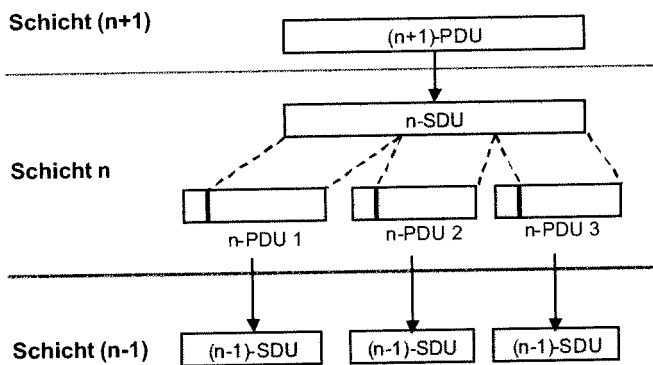 Schicht (n+1)
(n+1)-PDU
n-SDU
Schicht n
n-PDU 1
n-PDU 2
n-PDU 3
Schicht (n-1)
(n-1)-SDU
(n-1)-SDU
(n-1)-SDU